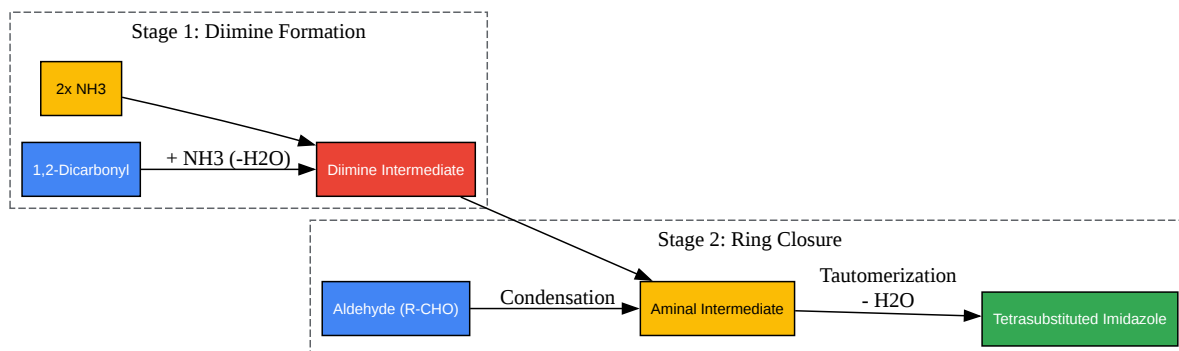 Stage 1: Diimine Formation
2x NH3
1,2-Dicarbonyl
+ NH3 (-H2O)
Diimine Intermediate
Stage 2: Ring Closure
Aldehyde (R-CHO)
Condensation
Aminal Intermediate
Tautomerization
- H2O
Tetrasubstituted Imidazole